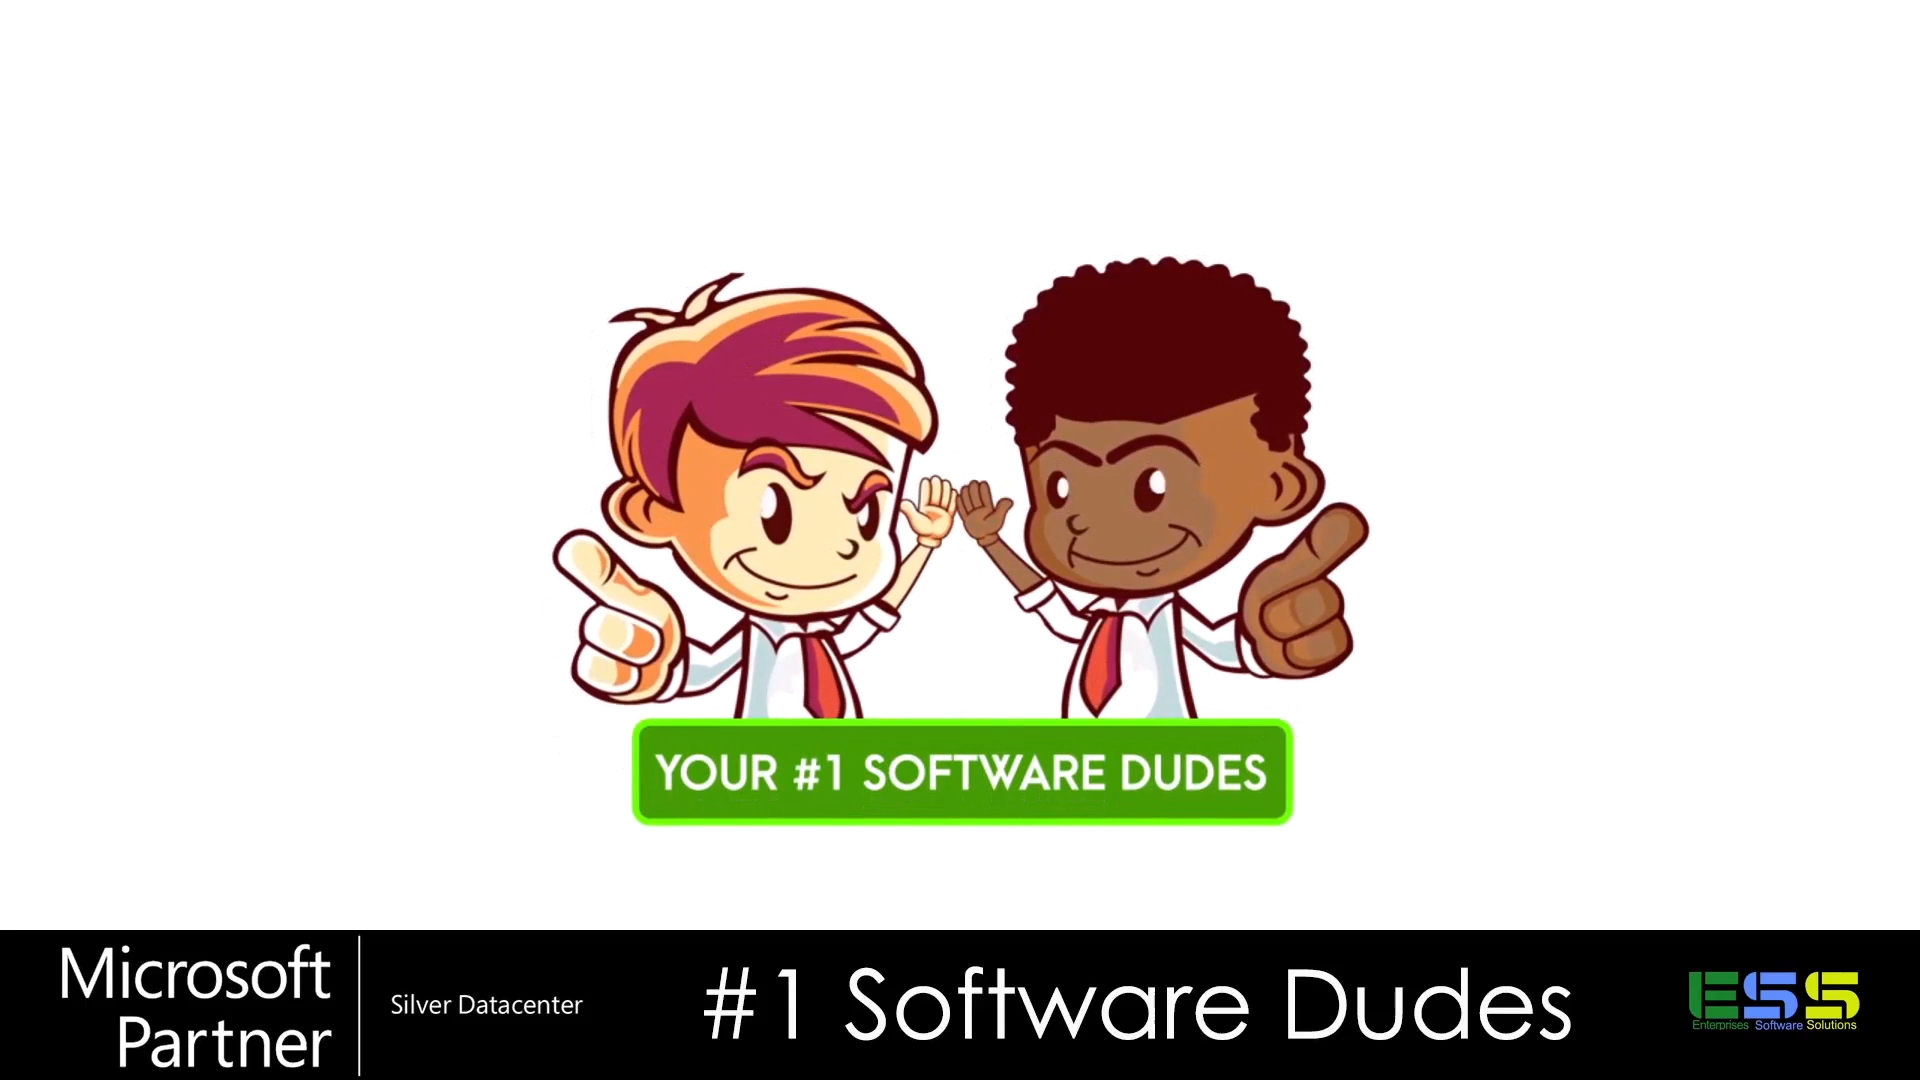 YOUR #1 SOFTWARE DUDES
Microsoft
Partner
Silver Datacenter
#1 Software Dudes
ESS
Enterprises Software Solutions